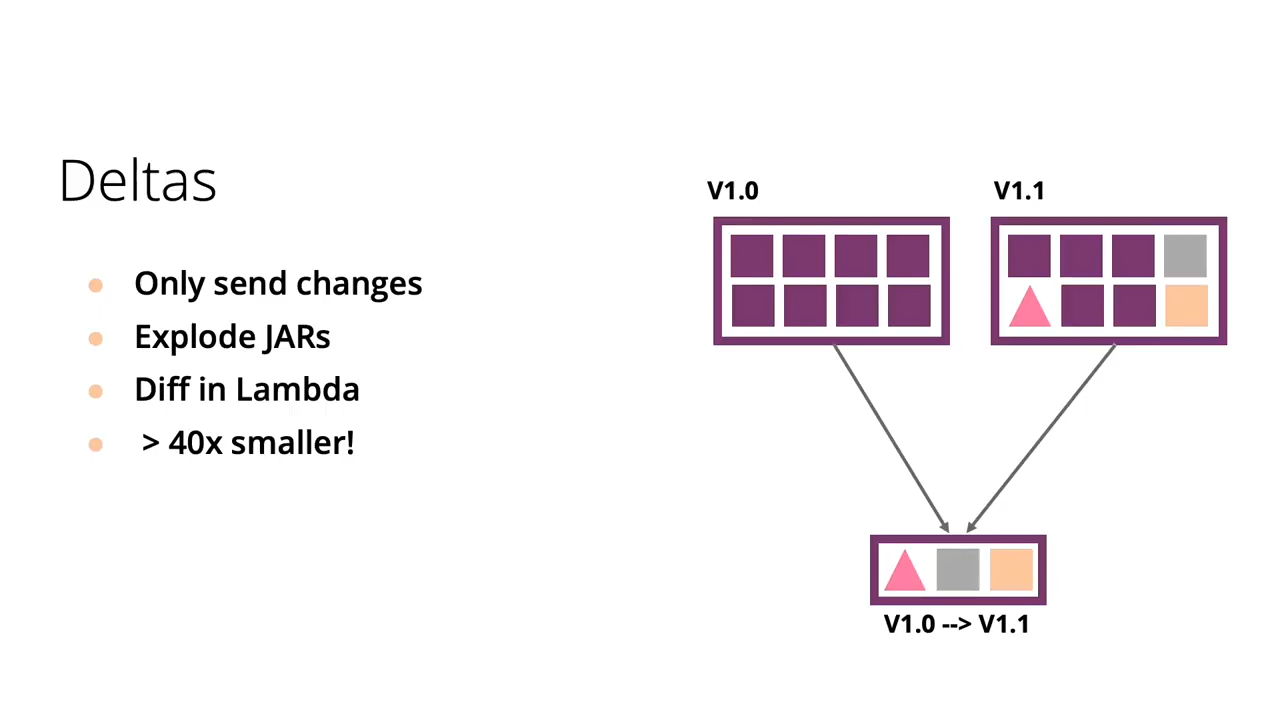 Deltas
Only send changes
Explode JARs
Diff in Lambda
> 40x smaller!
V1.0
V1.1
V1.0 --> V1.1